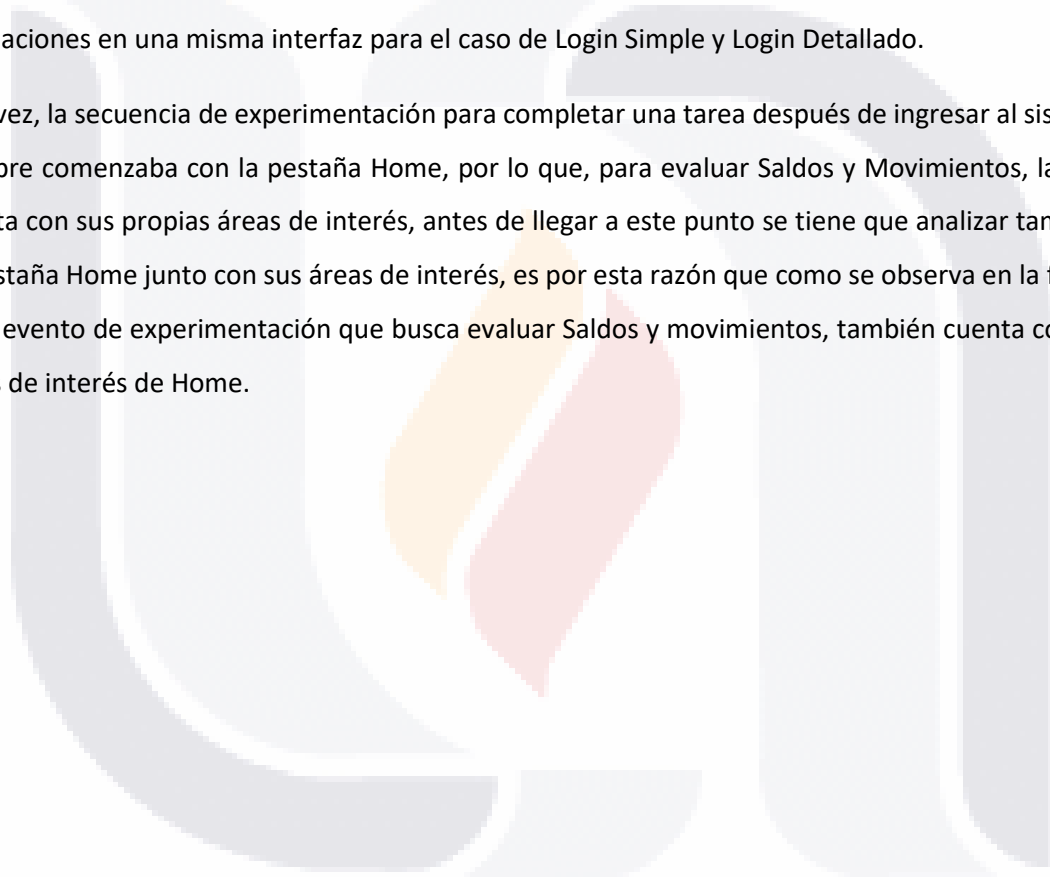 aciones en una misma interfaz para el caso de Login Simple y Login Detallado.
vez, la secuencia de experimentación para completar una tarea después de ingresar al sis
bre comenzaba con la pestaña Home, por lo que, para evaluar Saldos y Movimientos, la
ta con sus propias áreas de interés, antes de llegar a este punto se tiene que analizar tan
staña Home junto con sus áreas de interés, es por esta razón que como se observa en la f
evento de experimentación que busca evaluar Saldos y movimientos, también cuenta co
de interés de Home.